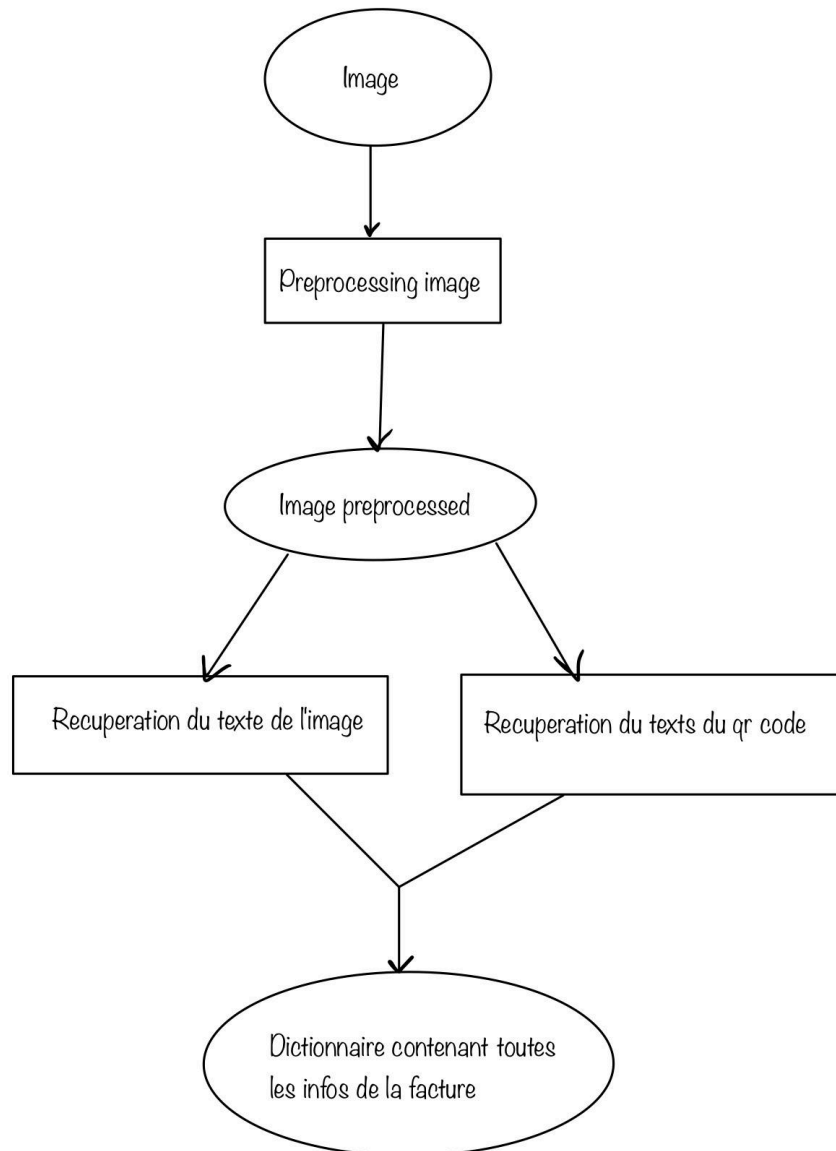 Image
Preprocessing image
Image preprocessed
Recuperation du texte de l'image
Recuperation du texts du qr code
Dictionnaire contenant toutes
les infos de la facture